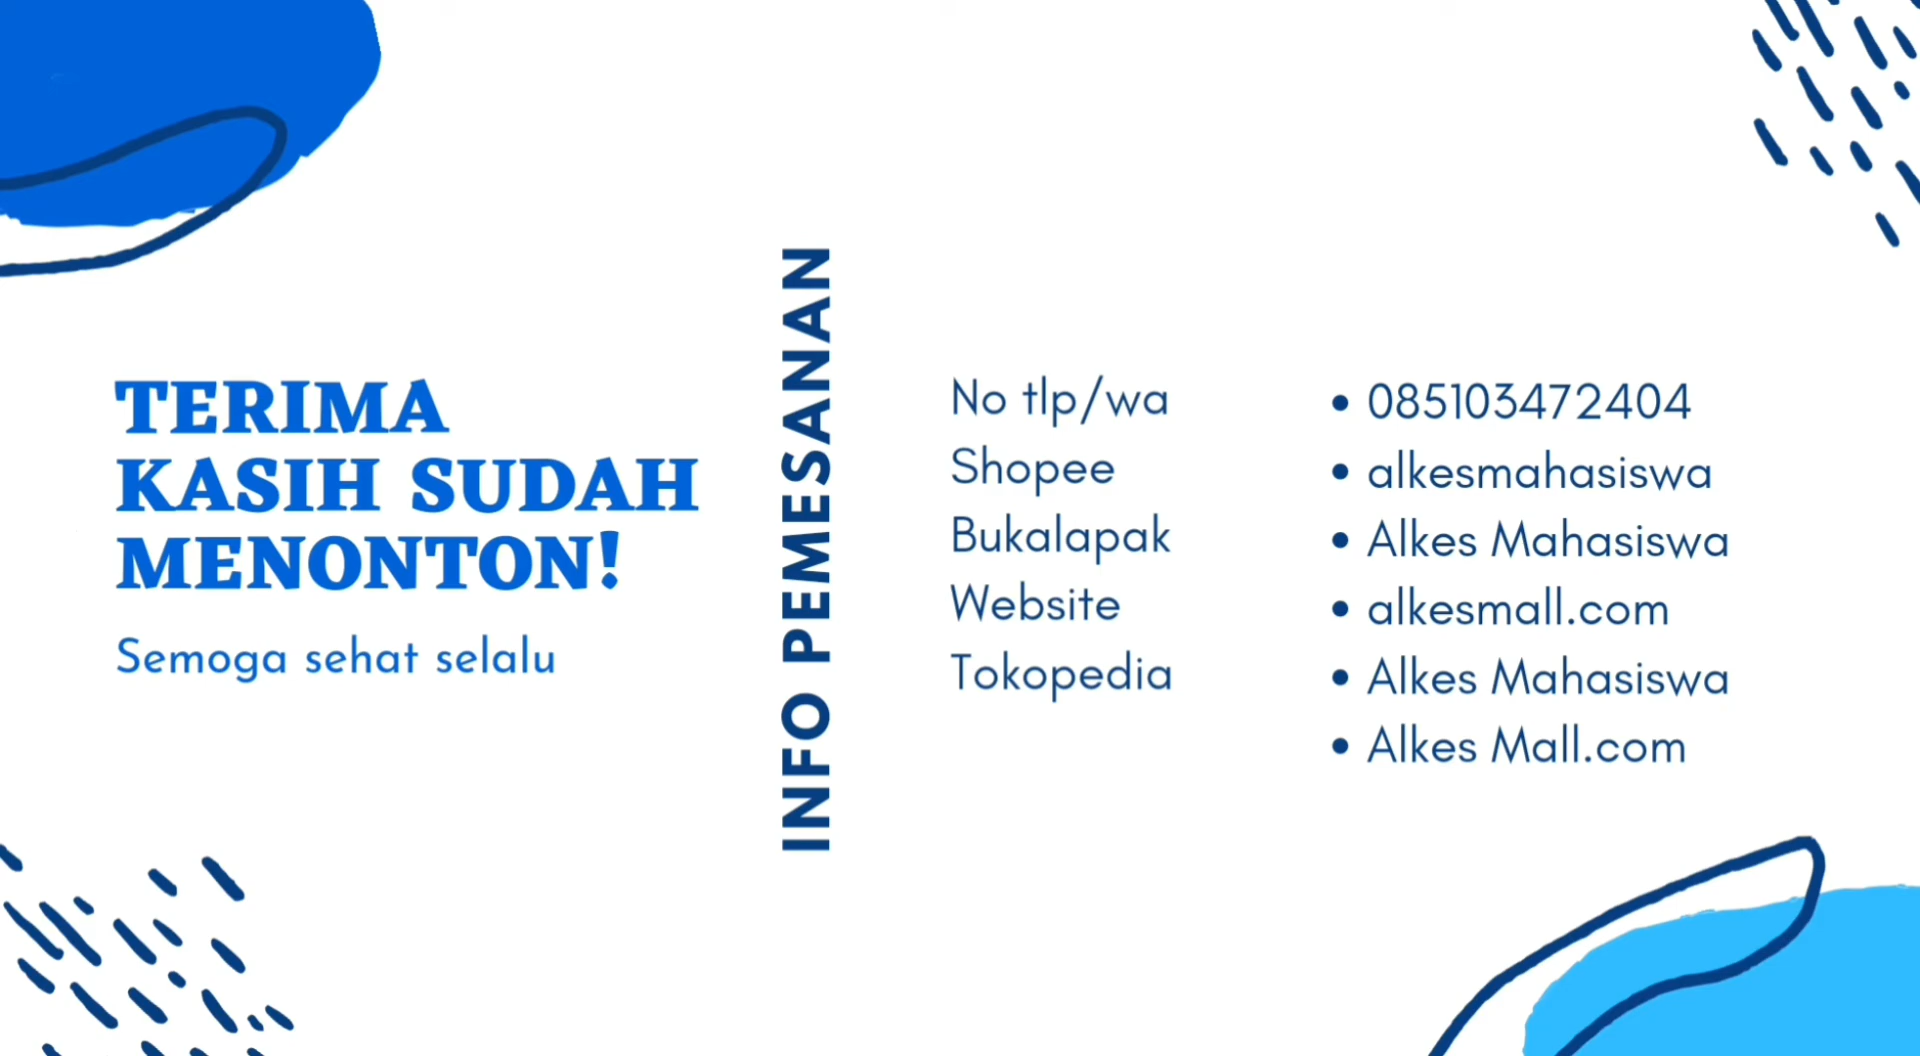 TERIMA
KASIH SUDAH
MENONTON!
Semoga sehat selalu
INFO PEMESANAN
No tlp/wa
Shopee
Bukalapak
Website
Tokopedia
• 085103472404
• alkesmahasiswa
• Alkes Mahasiswa
• alkesmall.com
• Alkes Mahasiswa
• Alkes Mall.com